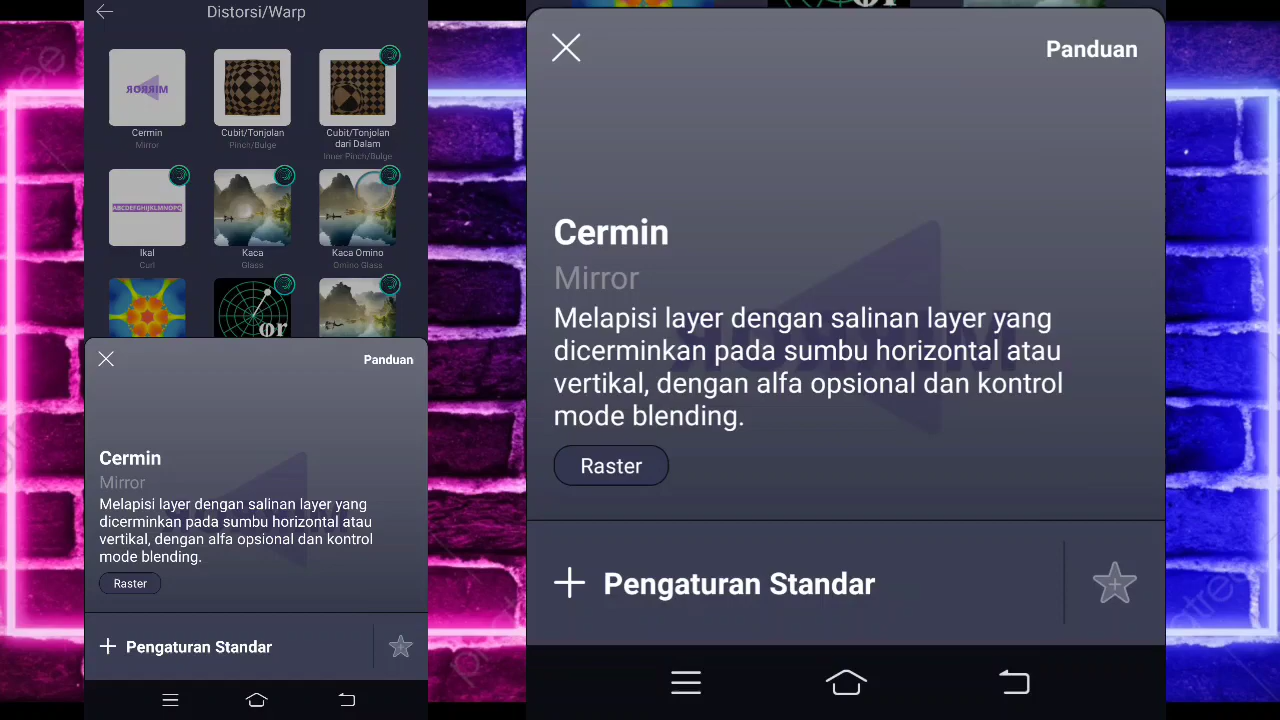 Distorsi/Warp
MIRROR
Cermin
Mirror
Cubit/Tonjolan
Pinch/Bulge
Cubit/Tonjolan
dari Dalam
Inner Pinch/Bulge
ABCDEFGHIJKLMNOPQ
Ikal
Curl
Kaca
Glass
Kaca Omino
Omino Glass
or
Panduan
Cermin
Mirror
Melapisi layer dengan salinan layer yang
dicerminkan pada sumbu horizontal atau
vertikal, dengan alfa opsional dan kontrol
mode blending.
Raster
Pengaturan Standar
Panduan
Cermin
Mirror
Melapisi layer dengan salinan layer yang
dicerminkan pada sumbu horizontal atau
vertikal, dengan alfa opsional dan kontrol
mode blending.
Raster
Pengaturan Standar